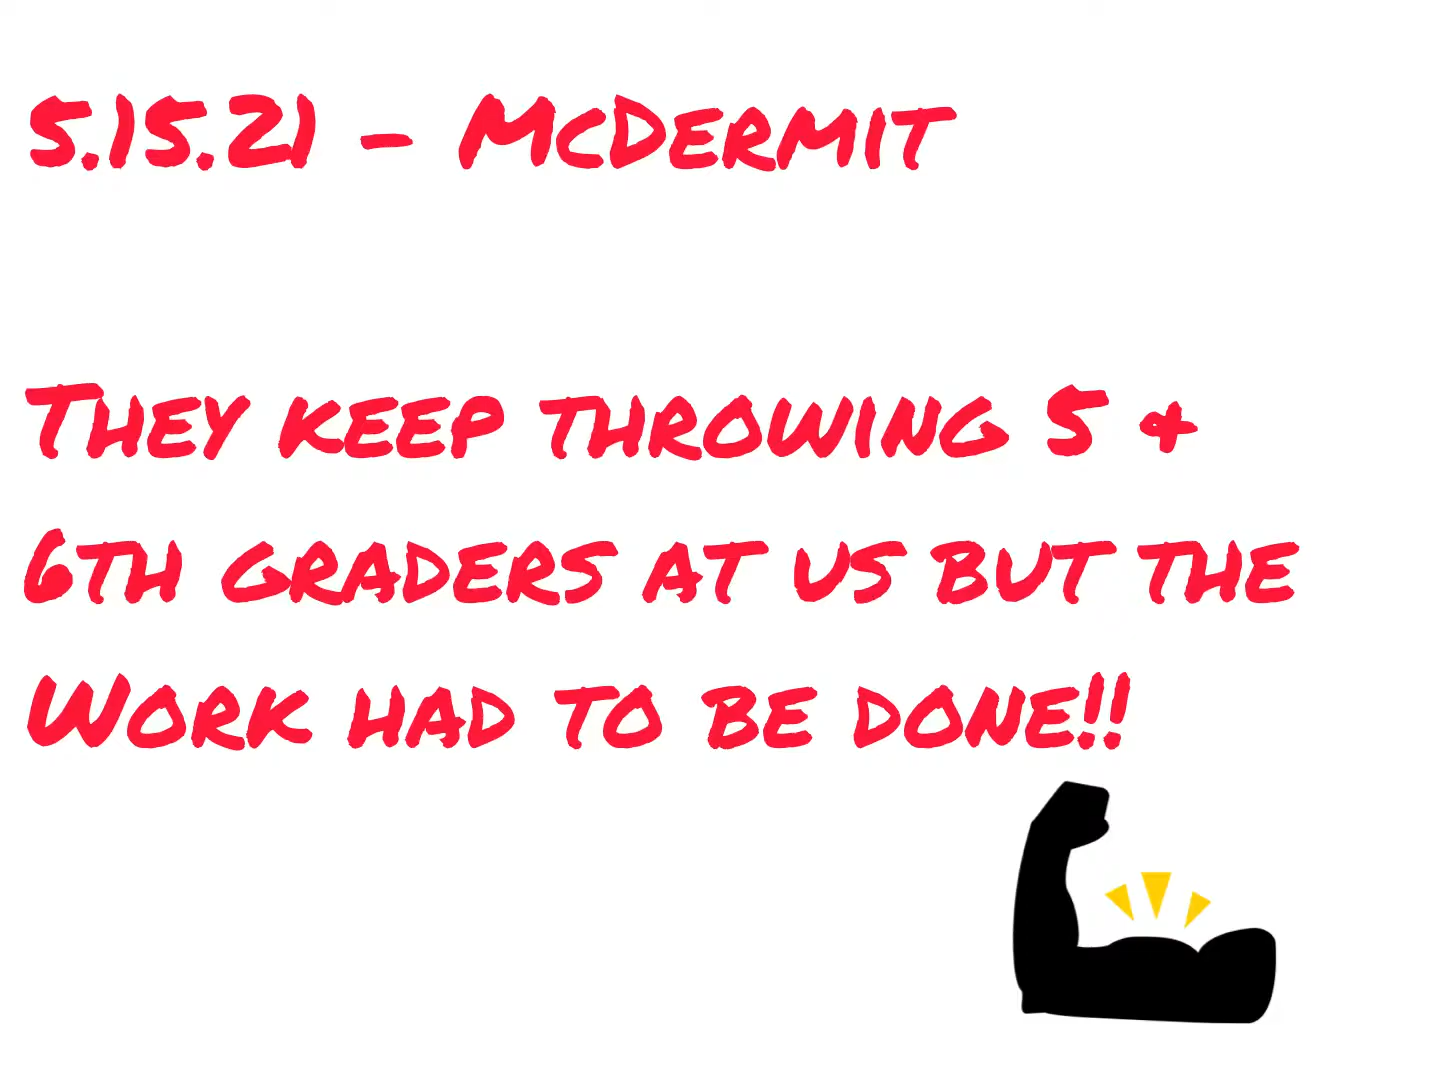 5.15.21 - McDermit
They keep throwing 5 &
6th graders at us but the
Work had to be done!!